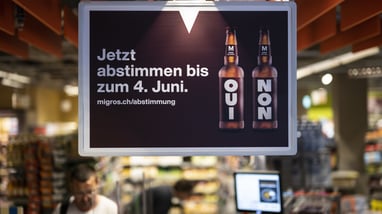 Jetzt
abstimmen bis
zum 4. Juni.
migros.ch/abstimmung
M
OUI
M
NON